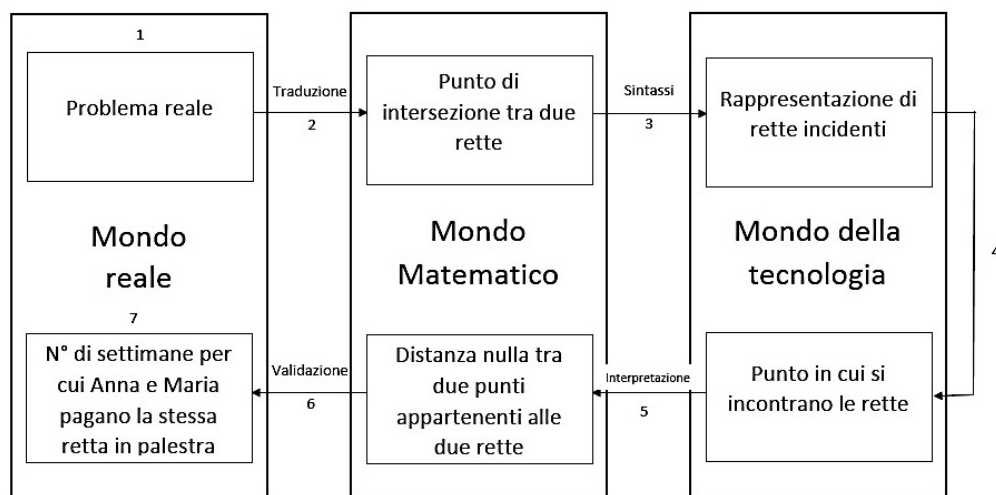 1
Problema reale
Traduzione
2
Punto di
intersezione tra due
rette
Sintassi
3
Rappresentazione di
rette incidenti
4
Mondo
reale
Mondo
Matematico
Mondo della
tecnologia
7
N° di settimane per
cui Anna e Maria
pagano la stessa
retta in palestra
Validazione
6
Distanza nulla tra
due punti
appartenenti alle
due rette
Interpretazione
5
Punto in cui si
incontrano le rette